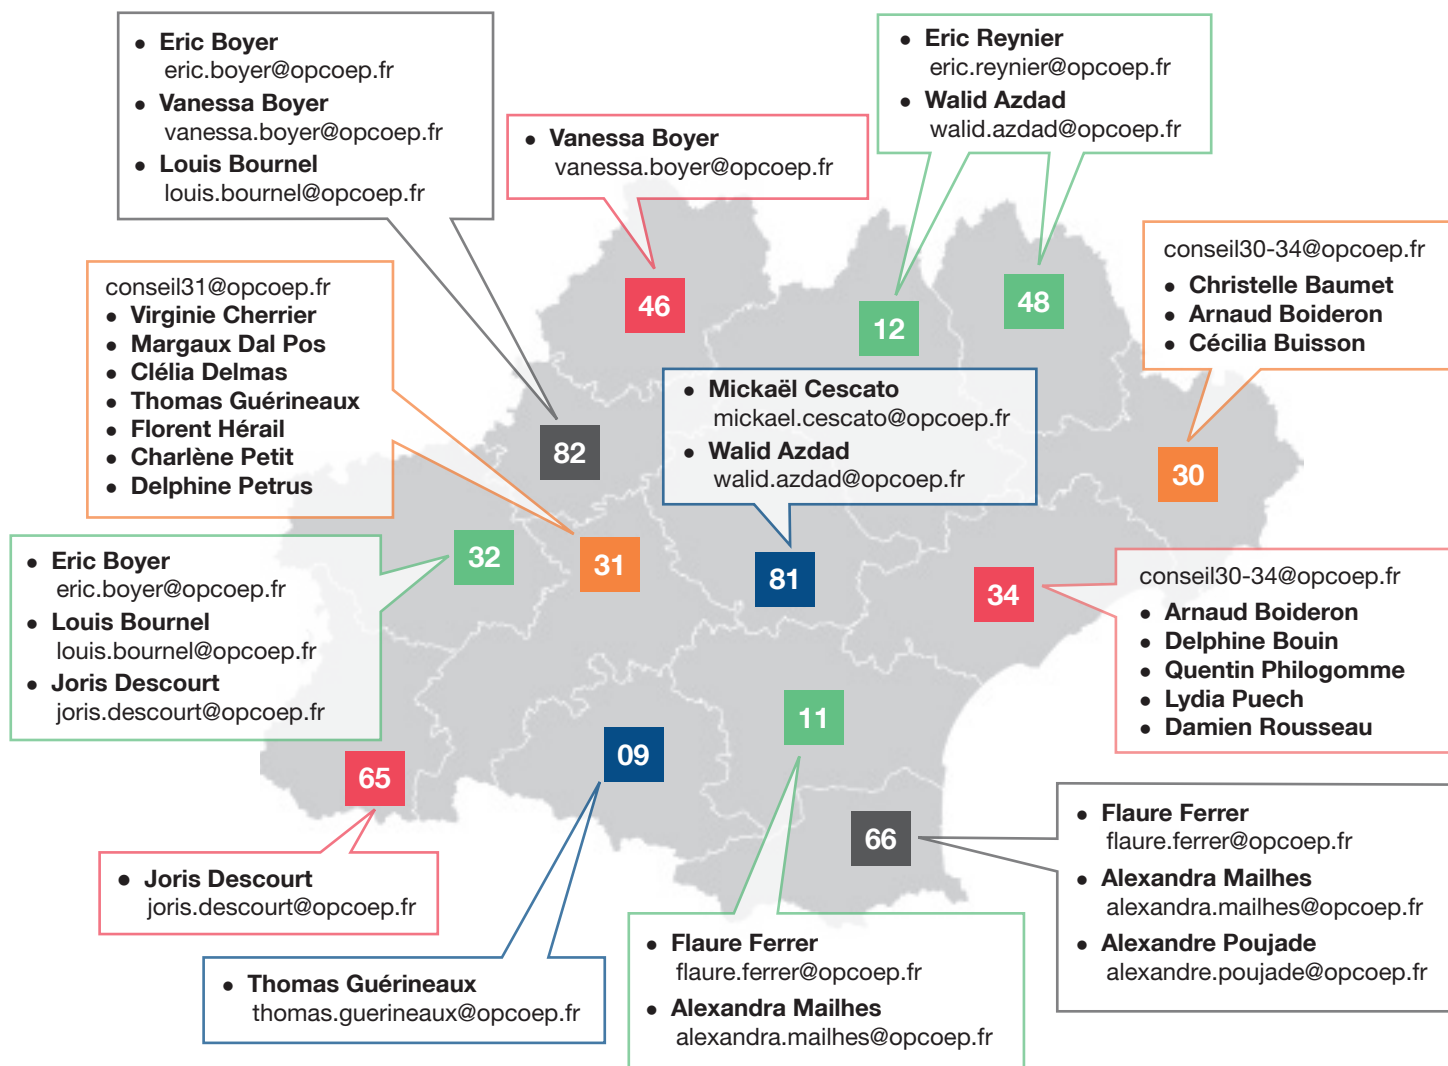 • Eric Boyer
eric.boyer@opcoep.fr
• Vanessa Boyer
vanessa.boyer@opcoep.fr
• Louis Bournel
louis.bournel@opcoep.fr
• Vanessa Boyer
vanessa.boyer@opcoep.fr
• Eric Reynier
eric.reynier@opcoep.fr
• Walid Azdad
walid.azdad@opcoep.fr
conseil30-34@opcoep.fr
• Christelle Baumet
• Arnaud Boideron
• Cécilia Buisson
conseil31@opcoep.fr
• Virginie Cherrier
• Margaux Dal Pos
• Clélia Delmas
• Thomas Guérineaux
• Florent Hérail
• Charlène Petit
• Delphine Petrus
46
12
48
• Mickaël Cescato
mickael.cescato@opcoep.fr
• Walid Azdad
walid.azdad@opcoep.fr
82
30
• Eric Boyer
eric.boyer@opcoep.fr
• Louis Bournel
louis.bournel@opcoep.fr
• Joris Descourt
joris.descourt@opcoep.fr
32
31
81
34
conseil30-34@opcoep.fr
• Arnaud Boideron
• Delphine Bouin
• Quentin Philogomme
• Lydia Puech
• Damien Rousseau
65
09
11
66
• Flaure Ferrer
flaure.ferrer@opcoep.fr
• Alexandra Mailhes
alexandra.mailhes@opcoep.fr
• Alexandre Poujade
alexandre.poujade@opcoep.fr
• Joris Descourt
joris.descourt@opcoep.fr
• Thomas Guérineaux
thomas.guerineaux@opcoep.fr
• Flaure Ferrer
flaure.ferrer@opcoep.fr
• Alexandra Mailhes
alexandra.mailhes@opcoep.fr